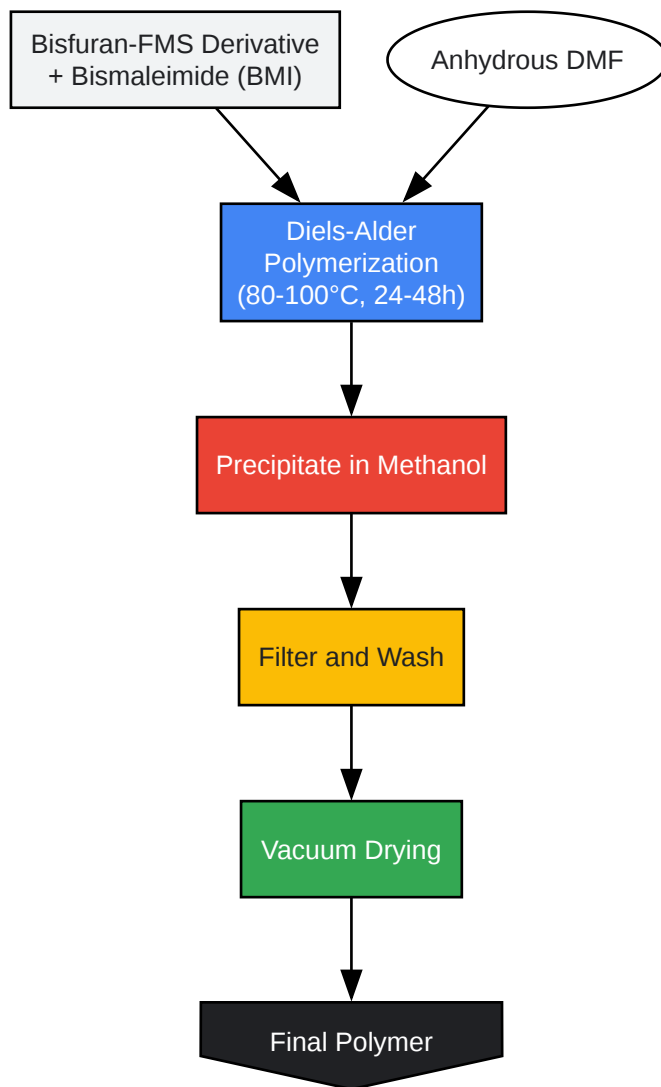 Bisfuran-FMS Derivative
+ Bismaleimide (BMI)
Anhydrous DMF
Diels-Alder
Polymerization
(80-100°C, 24-48h)
Precipitate in Methanol
Filter and Wash
Vacuum Drying
Final Polymer